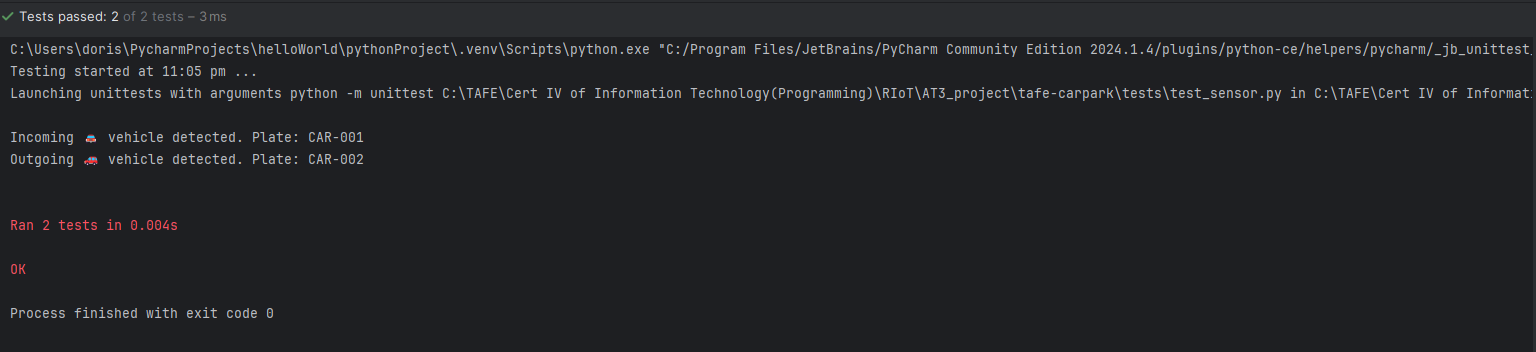 Tests passed: 2 of 2 tests – 3 ms
C:\Users\doris\PycharmProjects\helloWorld\pythonProject\.venv\Scripts\python.exe "C:/Program Files/JetBrains/PyCharm Community Edition 2024.1.4/plugins/python-ce/helpers/pycharm/_jb_unittest_
Testing started at 11:05 pm ...
Launching unittests with arguments python -m unittest C:\TAFE\Cert IV of Information Technology(Programming)\RIoT\AT3_project\tafe-carpark\tests\test_sensor.py in C:\TAFE\Cert IV of Informati
Incoming 🚘 vehicle detected. Plate: CAR-001
Outgoing 🚗 vehicle detected. Plate: CAR-002
Ran 2 tests in 0.004s
OK
Process finished with exit code 0